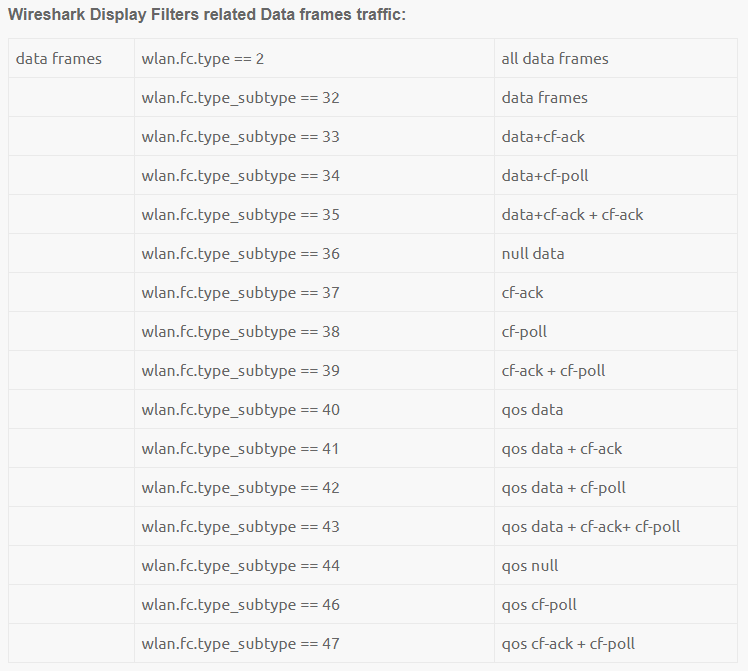 Wireshark Display Filters related Data frames traffic:
data frames wlan.fc.type == 2 all data frames
wlan.fc.type_subtype == 32 data frames
wlan.fc.type_subtype == 33 data+cf-ack
wlan.fc.type_subtype == 34 data+cf-poll
wlan.fc.type_subtype == 35 data+cf-ack + cf-ack
wlan.fc.type_subtype == 36 null data
wlan.fc.type_subtype == 37 cf-ack
wlan.fc.type_subtype == 38 cf-poll
wlan.fc.type_subtype == 39 cf-ack + cf-poll
wlan.fc.type_subtype == 40 qos data
wlan.fc.type_subtype == 41 qos data + cf-ack
wlan.fc.type_subtype == 42 qos data + cf-poll
wlan.fc.type_subtype == 43 qos data + cf-ack+ cf-poll
wlan.fc.type_subtype == 44 qos null
wlan.fc.type_subtype == 46 qos cf-poll
wlan.fc.type_subtype == 47 qos cf-ack + cf-poll